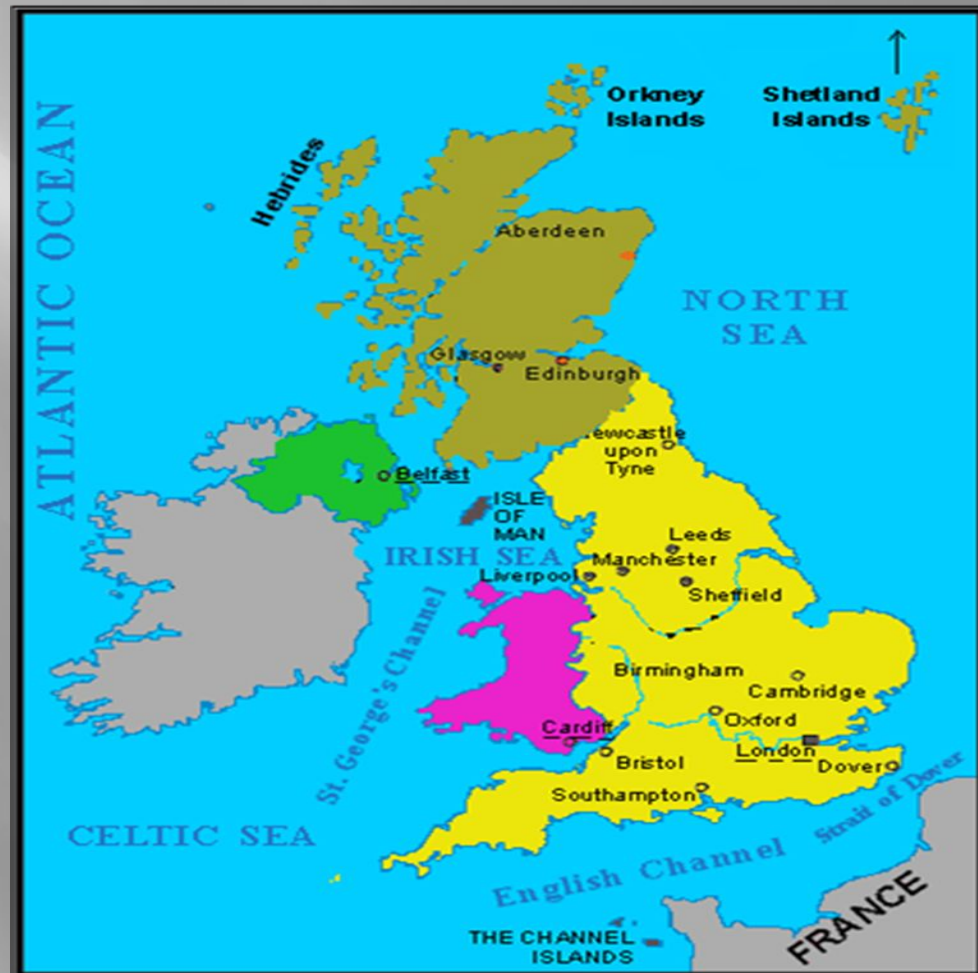 Orkney
Islands
Shetland
Islands
Hebrides
ATLANTIC OCEAN
Aberdeen
NORTH
SEA
Glasgow
Edinburgh
ewcastle
upon
Tyne
Belfast
ISLE
OF
MAN
IRISH SEA
Leeds
Manchester
Liverpool
Sheffield
St. George's Channel
Birmingham
Cambridge
Oxford
Cardiff
London
Bristol
Dover
Southampton
Strait of Dover
CELTIC SEA
English Channel
FRANCE
THE CHANNEL
ISLANDS